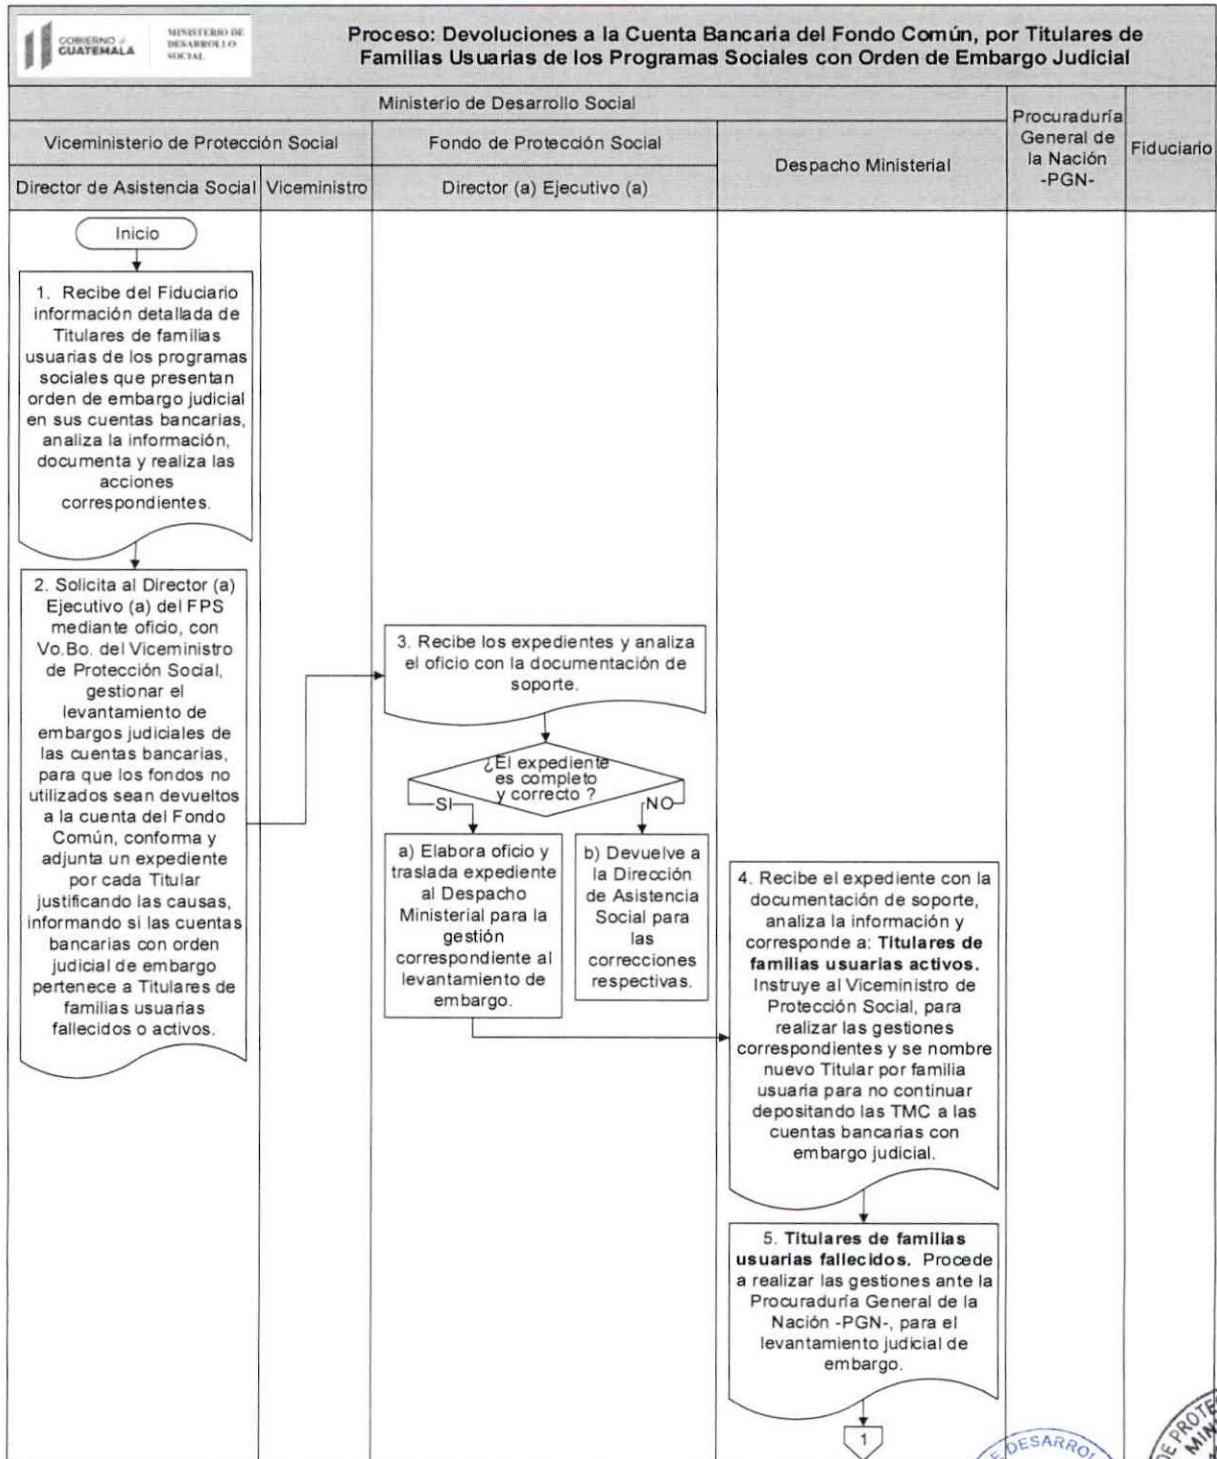 GOBIERNO de
GUATEMALA
MINISTERIO DE
DESARROLLO
SOCIAL
Proceso: Devoluciones a la Cuenta Bancaria del Fondo Común, por Titulares de
Familias Usuarias de los Programas Sociales con Orden de Embargo Judicial
Ministerio de Desarrollo Social
Procuraduría
General de
la Nación
-PGN-
Fiduciario
Viceministerio de Protección Social
Fondo de Protección Social
Despacho Ministerial
Director de Asistencia Social
Viceministro
Director (a) Ejecutivo (a)
Inicio
1. Recibe del Fiduciario
información detallada de
Titulares de familias
usuarias de los programas
sociales que presentan
orden de embargo judicial
en sus cuentas bancarias,
analiza la información,
documenta y realiza las
acciones
correspondientes.
2. Solicita al Director (a)
Ejecutivo (a) del FPS
mediante oficio, con
Vo.Bo. del Viceministro
de Protección Social,
gestionar el
levantamiento de
embargos judiciales de
las cuentas bancarias,
para que los fondos no
utilizados sean devueltos
a la cuenta del Fondo
Común, conforma y
adjunta un expediente
por cada Titular
justificando las causas,
informando si las cuentas
bancarias con orden
judicial de embargo
pertenece a Titulares de
familias usuarias
fallecidos o activos.
3. Recibe los expedientes y analiza
el oficio con la documentación de
soporte.
¿El expediente
es completo
y correcto ?
SI
NO
a) Elabora oficio y
traslada expediente
al Despacho
Ministerial para la
gestión
correspondiente al
levantamiento de
embargo.
b) Devuelve a
la Dirección
de Asistencia
Social para
las
correcciones
respectivas.
4. Recibe el expediente con la
documentación de soporte,
analiza la información y
corresponde a: Titulares de
familias usuarias activos.
Instruye al Viceministro de
Protección Social, para
realizar las gestiones
correspondientes y se nombre
nuevo Titular por familia
usuaria para no continuar
depositando las TMC a las
cuentas bancarias con
embargo judicial.
5. Titulares de familias
usuarias fallecidos. Procede
a realizar las gestiones ante la
Procuraduría General de la
Nación -PGN-, para el
levantamiento judicial de
embargo.
1